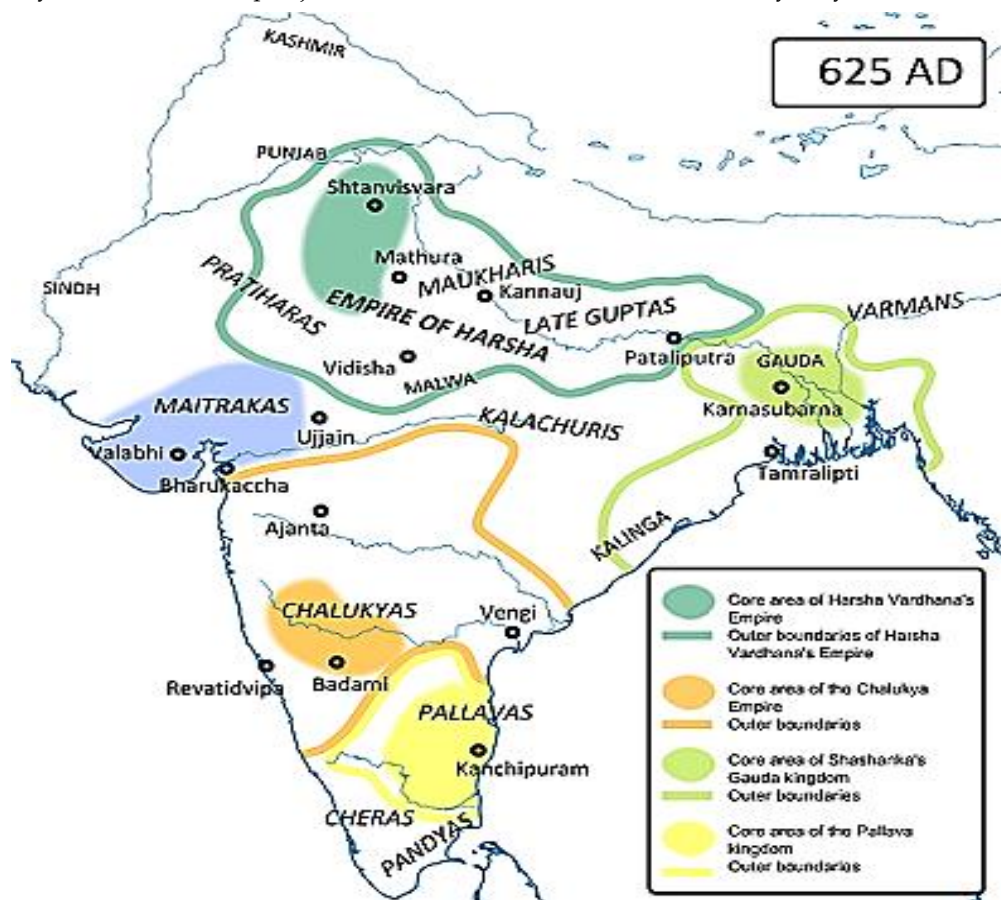 KASHMIR
625 AD
PUNJAB
Shtanvisvara
Mathura
MAUKHARIS
Kannauj
PRATIHARAS
SINDH
EMPIRE OF HARSHA
LATE GUPTAS
VARMANS
Pataliputra
GAUDA
Vidisha
MALWA
Karnasubarna
MAITRAKAS
Ujjain
KALACHURIS
Valabhi
Bharukaccha
Tamralipti
Ajanta
KALINGA
CHALUKYAS
Vengi
Revatidvipa
Badami
PALLAVAS
Kanchipuram
CHERAS
PANDYAS
Core area of Harsha Vardhana's
Empire
Outer boundaries of Harsha
Vardhana's Empire
Core area of the Chalukya
Empire
Outer boundaries
Core area of Shashanka's
Gauda kingdom
Outer boundaries
Core area of the Pallava
kingdom
Outer boundaries